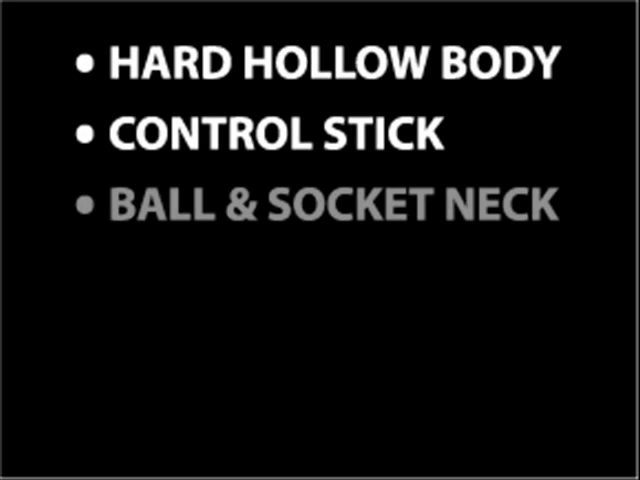 • HARD HOLLOW BODY
• CONTROL STICK
• BALL & SOCKET NECK